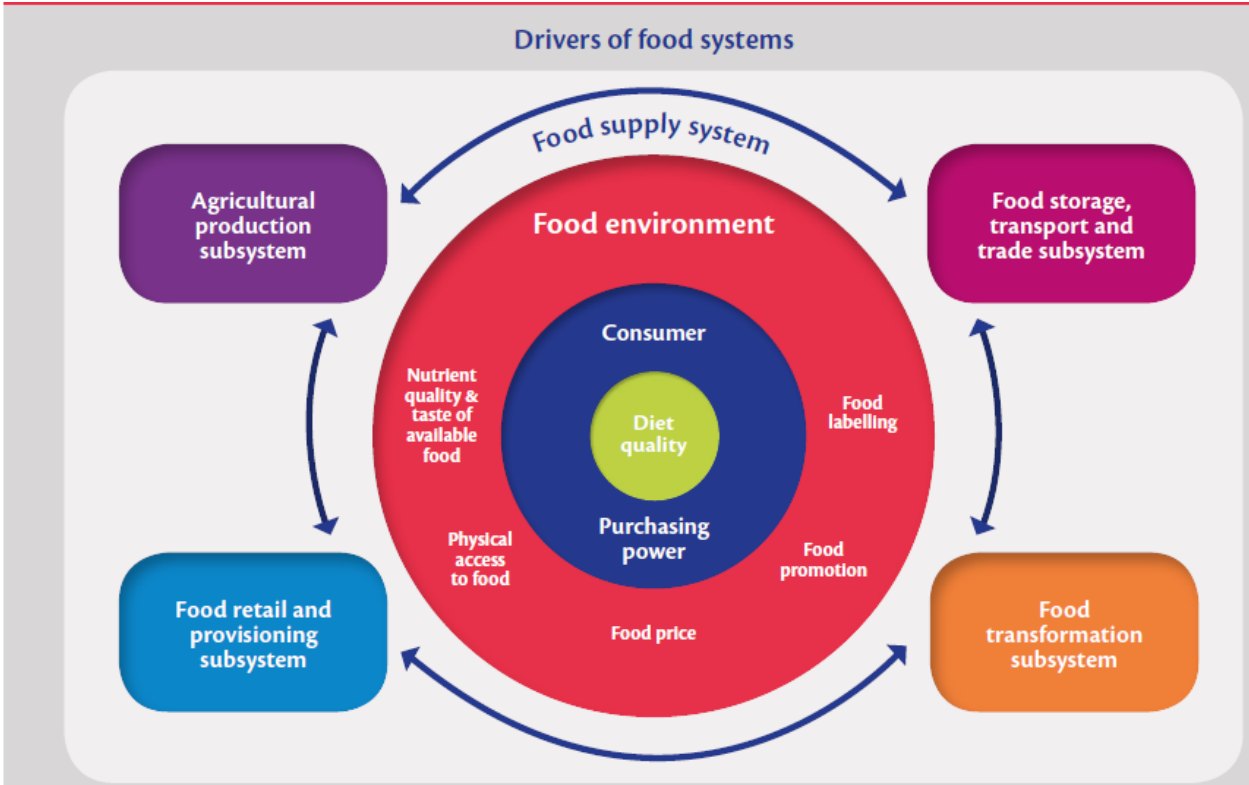 Drivers of food systems
Food supply system
Agricultural
production
subsystem
Food storage,
transport and
trade subsystem
Food environment
Consumer
Nutrient
quality &
taste of
available
food
Diet
quality
Food
labelling
Purchasing
power
Physical
access
to food
Food
promotion
Food price
Food retail and
provisioning
subsystem
Food
transformation
subsystem